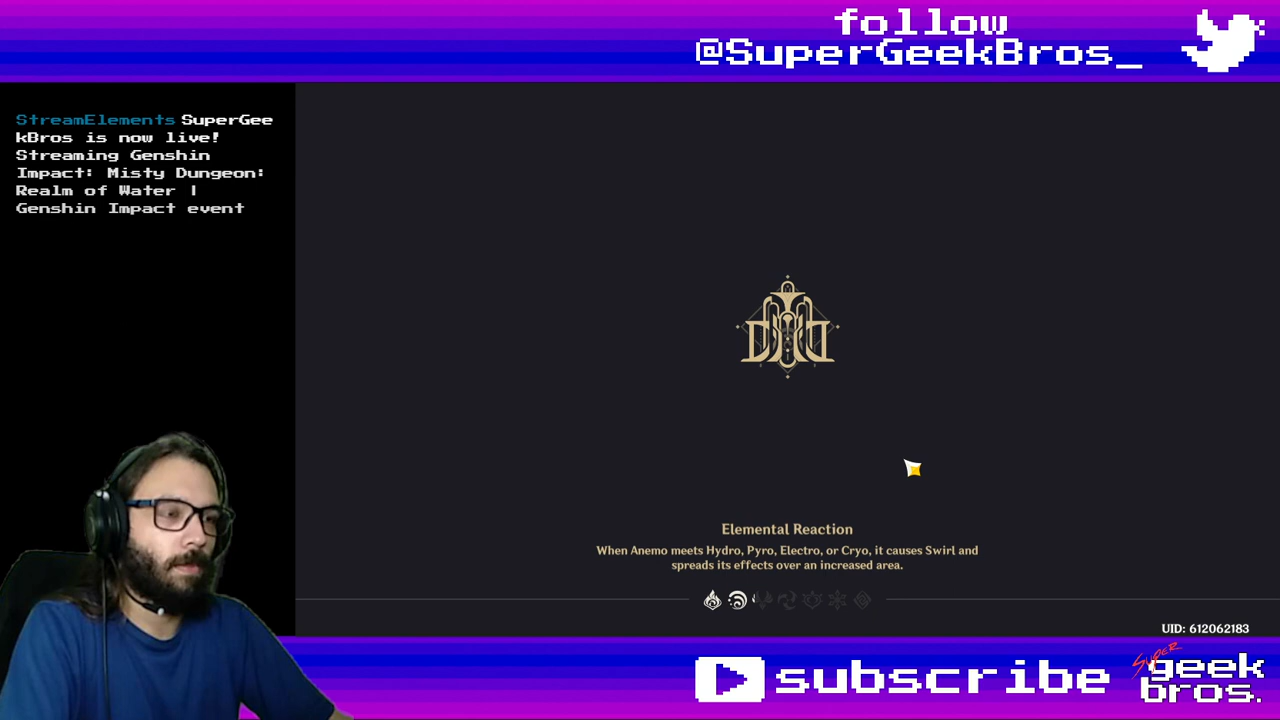 follow
@SuperGeekBros_
StreamElements SuperGee
kBros is now live!
Streaming Genshin
Impact: Misty Dungeon:
Realm of Water |
Genshin Impact event
Elemental Reaction
When Anemo meets Hydro, Pyro, Electro, or Cryo, it causes Swirl and
spreads its effects over an increased area.
UID: 612062183
subscribe
SUPER
geek
bros.